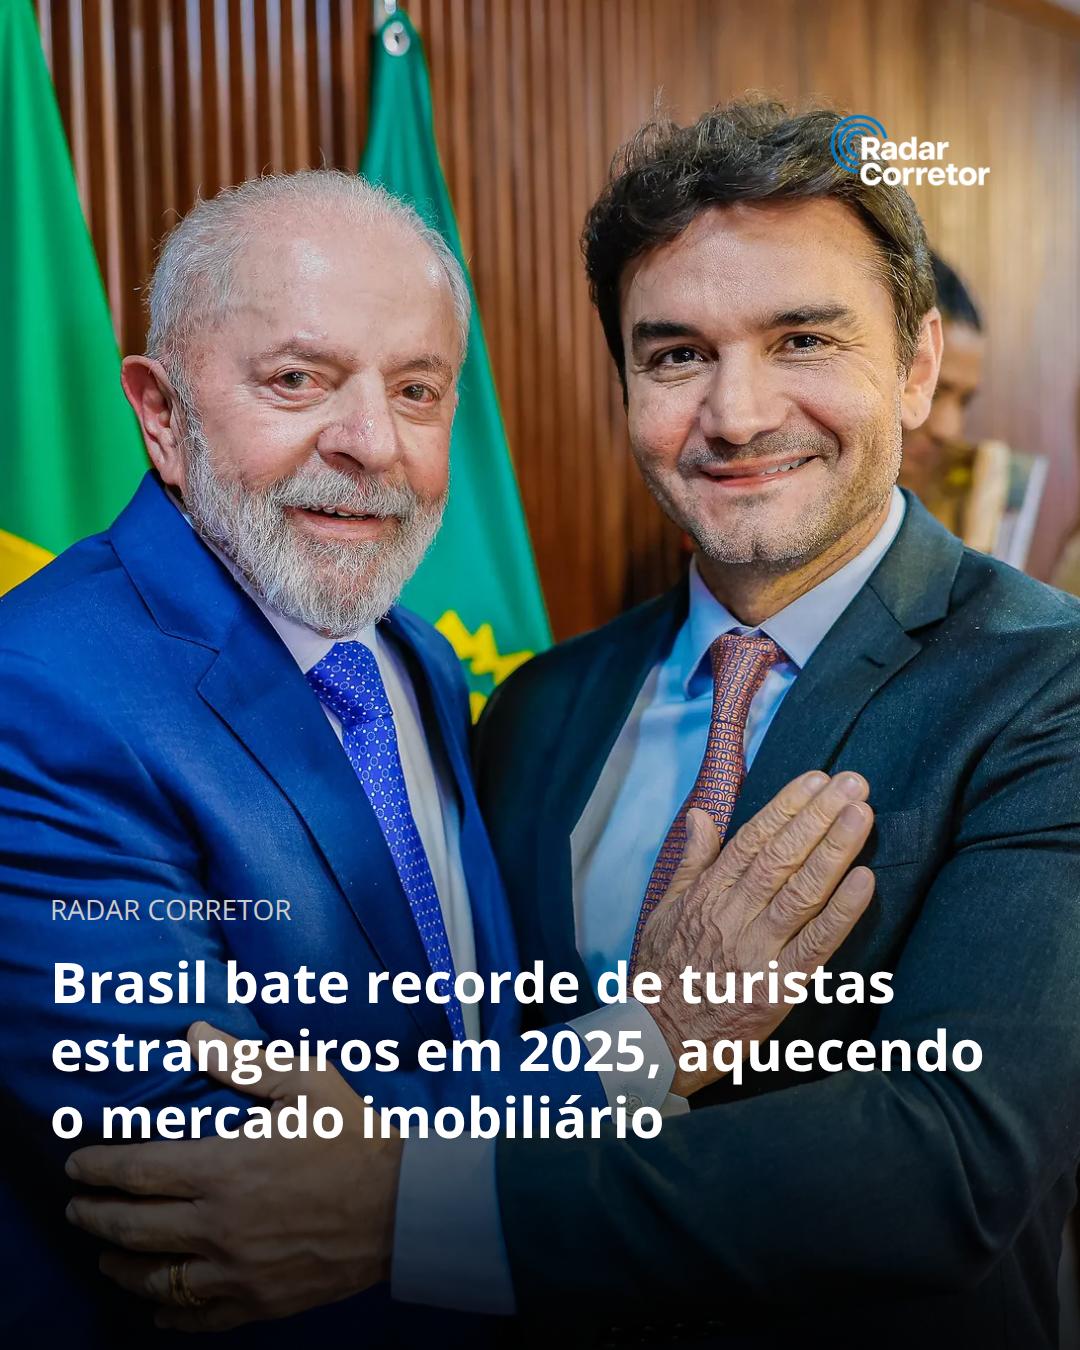 Radar
Corretor
RADAR CORRETOR
Brasil bate recorde de turistas
estrangeiros em 2025, aquecendo
o mercado imobiliário